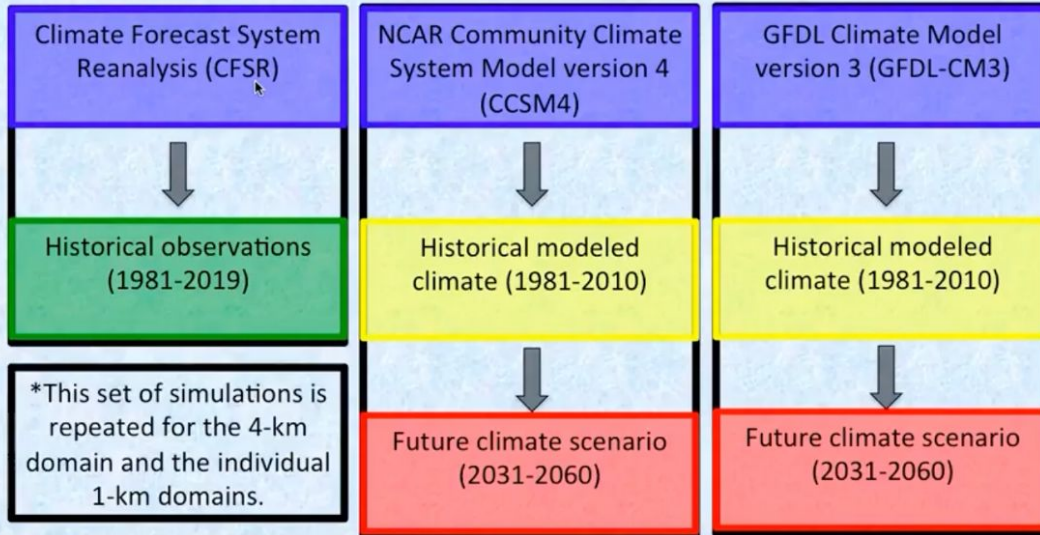 Climate Forecast System
Reanalysis (CFSR)
Historical observations
(1981-2019)
*This set of simulations is
repeated for the 4-km
domain and the individual
1-km domains.
NCAR Community Climate
System Model version 4
(CCSM4)
Historical modeled
climate (1981-2010)
Future climate scenario
(2031-2060)
GFDL Climate Model
version 3 (GFDL-CM3)
Historical modeled
climate (1981-2010)
Future climate scenario
(2031-2060)